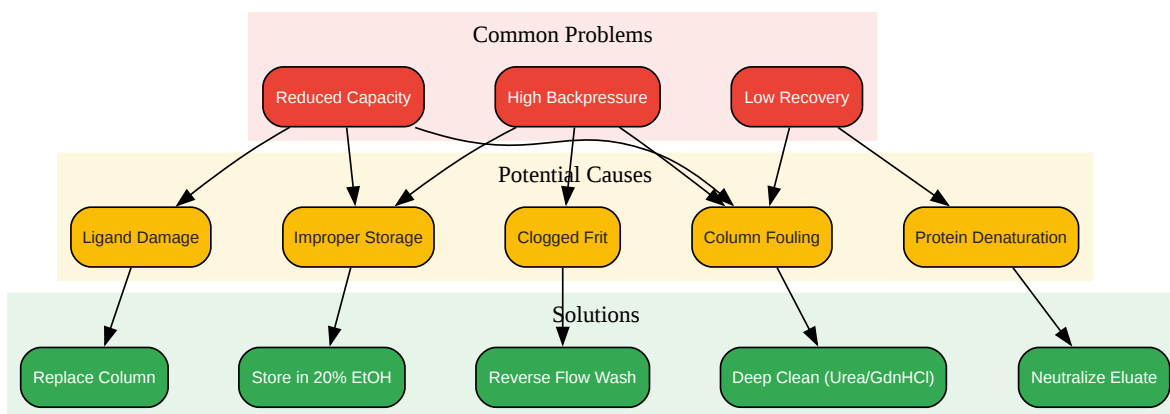 Common Problems
Reduced Capacity
High Backpressure
Low Recovery
Potential Causes
Ligand Damage
Improper Storage
Clogged Frit
Column Fouling
Protein Denaturation
Solutions
Replace Column
Store in 20% EtOH
Reverse Flow Wash
Deep Clean (Urea/GdnHCl)
Neutralize Eluate